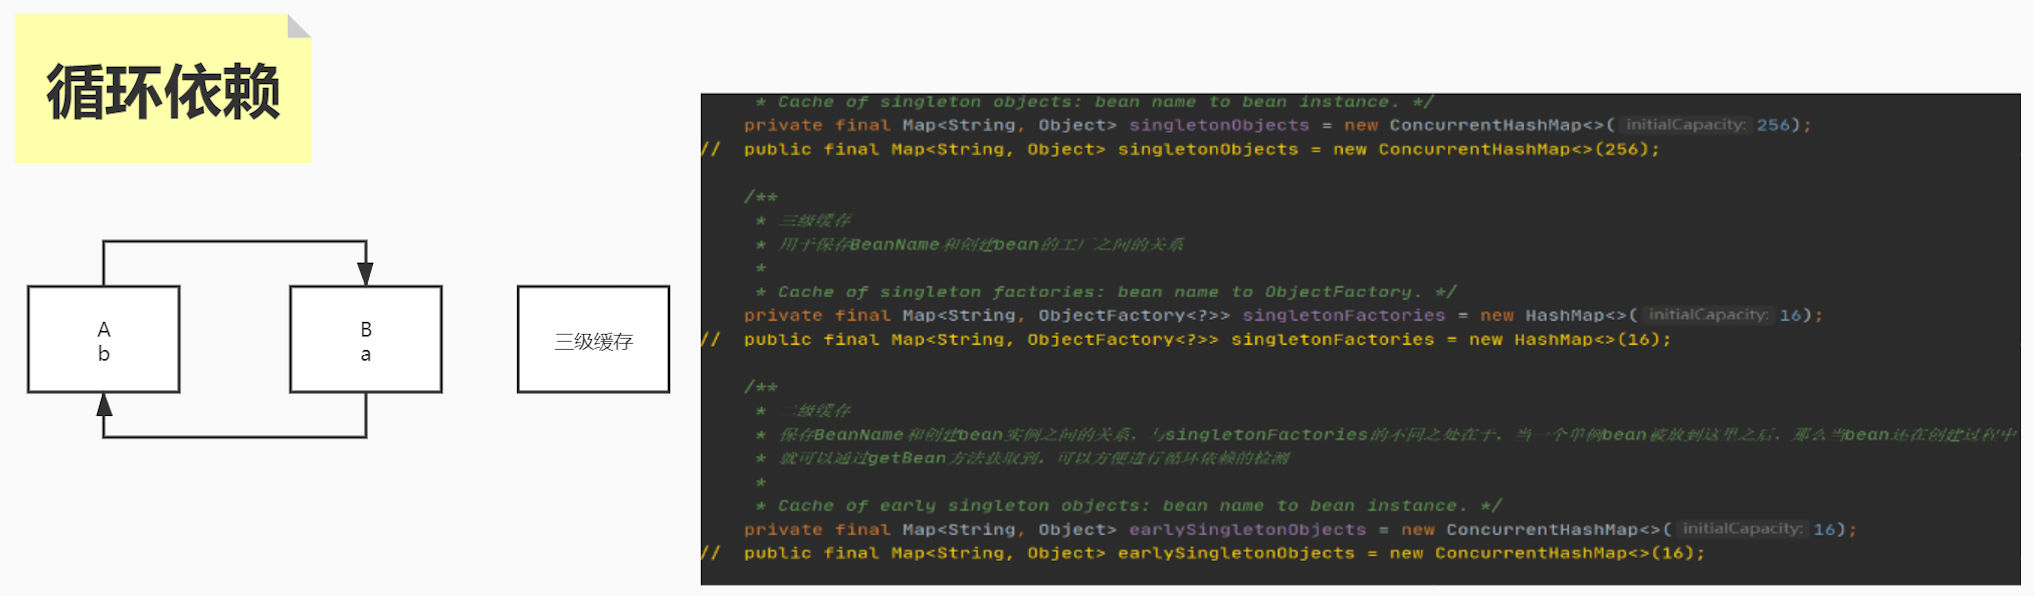 循环依赖
A
b
B
a
三级缓存
* Cache of singleton objects: bean name to bean instance. */
private final Map<String, Object> singletonObjects = new ConcurrentHashMap<>( initialCapacity: 256);
// public final Map<String, Object> singletonObjects = new ConcurrentHashMap<>(256);
/**
* 三级缓存
* 用于保存BeanName和创建bean的工厂之间的关系
*
* Cache of singleton factories: bean name to ObjectFactory. */
private final Map<String, ObjectFactory<?>> singletonFactories = new HashMap<>( initialCapacity: 16);
// public final Map<String, ObjectFactory<?>> singletonFactories = new HashMap<>(16);
/**
* 二级缓存
* 保存BeanName和创建bean实例之间的关系，与singletonFactories的不同之处在于，当一个单例bean被放到这里之后，那么当bean还在创建过程中
* 就可以通过getBean方法获取到，可以方便进行循环依赖的检测
*
* Cache of early singleton objects: bean name to bean instance. */
private final Map<String, Object> earlySingletonObjects = new ConcurrentHashMap<>( initialCapacity: 16);
// public final Map<String, Object> earlySingletonObjects = new ConcurrentHashMap<>(16);